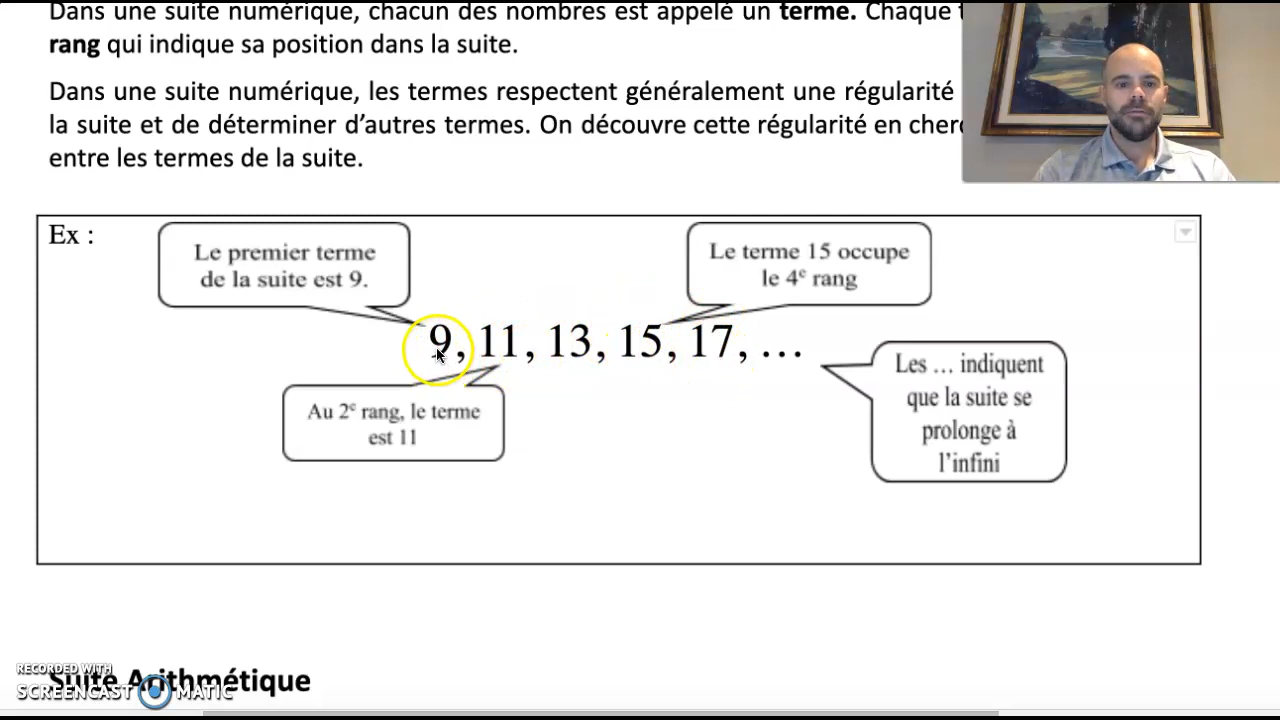 Dans une suite numérique, chacun des nombres est appelé un terme. Chaque
rang qui indique sa position dans la suite.
Dans une suite numérique, les termes respectent généralement une régularité
la suite et de déterminer d’autres termes. On découvre cette régularité en
entre les termes de la suite.
Ex :
Le premier terme
de la suite est 9.
Le terme 15 occupe
le 4e rang
9, 11, 13, 15, 17, …
Au 2e rang, le terme
est 11
Les … indiquent
que la suite se
prolonge à
l’infini
Suite Arithmétique
RECORDED WITH
SCREENCAST MATIC